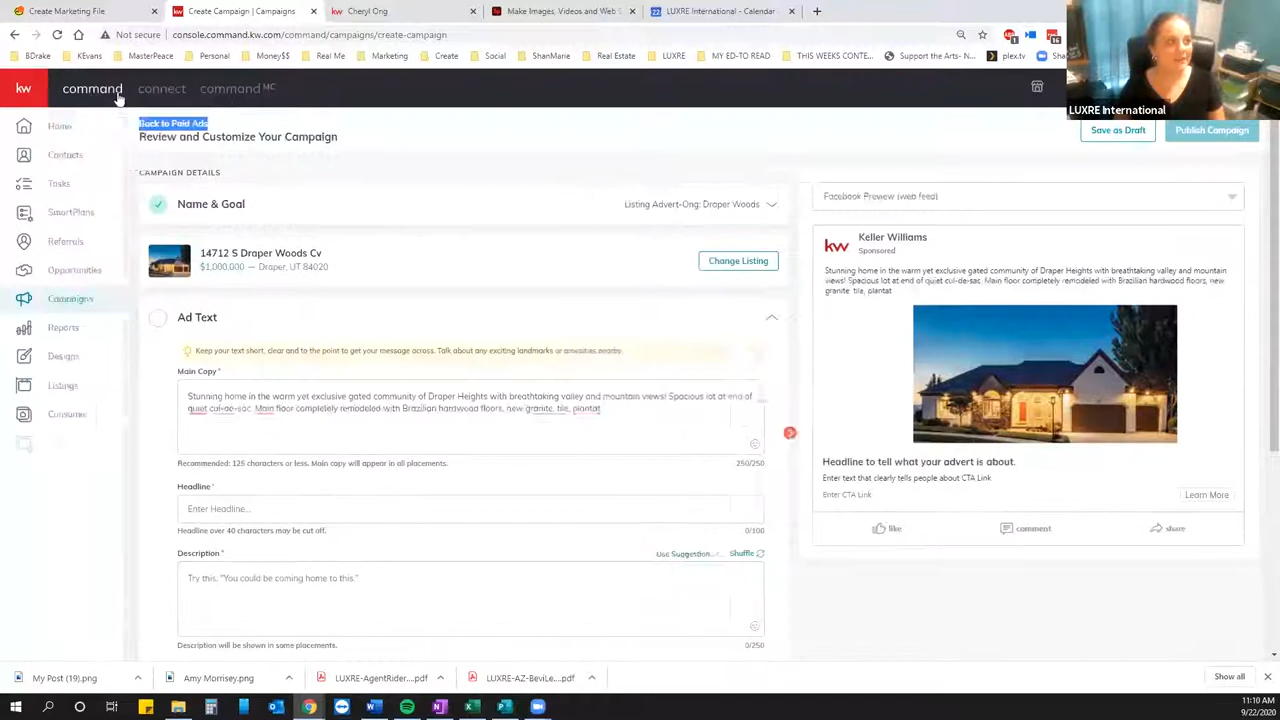 Create Marketing File
Create Campaign | Campaigns
Cheryl Ong
Make Images, Videos and Web S
LUXRE International - Calendar
Not secure
console.command.kw.com/command/campaigns/create-campaign
BDrake
KEvans
MasterPeace
Personal
Money$$
Real Me
Marketing
Create
Social
ShanMarie
Real Estate
LUXRE
MY ED-TO READ
THIS WEEKS CONTEN
Support the Arts- N
plex.tv
Sha
LUXRE International
kw
command
connect
command MC
Home
Contacts
Tasks
SmartPlans
Referrals
Opportunities
Campaigns
Reports
Designs
Listings
Consumer
Back to Paid Ads
Review and Customize Your Campaign
Save as Draft
Publish Campaign
CAMPAIGN DETAILS
Name & Goal
Listing Advert-Ong: Draper Woods
14712 S Draper Woods Cv
$1,000,000 — Draper, UT 84020
Change Listing
Ad Text
Keep your text short, clear and to the point to get your message across. Talk about any exciting landmarks or amenities nearby.
Main Copy*
Stunning home in the warm yet exclusive gated community of Draper Heights with breathtaking valley and mountain views! Spacious lot at end of
quiet cul-de-sac. Main floor completely remodeled with Brazilian hardwood floors, new granite, tile, plantat
Recommended: 125 characters or less. Main copy will appear in all placements.
250/250
Headline*
Enter Headline...
Headline over 40 characters may be cut off.
0/100
Description*
Use Suggestion
Shuffle
Try this. "You could be coming home to this."
Description will be shown in some placements.
0/250
Facebook Preview (web feed)
kw
Keller Williams
Sponsored
Stunning home in the warm yet exclusive gated community of Draper Heights with breathtaking valley and mountain
views! Spacious lot at end of quiet cul-de-sac. Main floor completely remodeled with Brazilian hardwood floors, new
granite, tile, plantat
Headline to tell what your advert is about.
Enter text that clearly tells people about CTA Link
Enter CTA Link
Learn More
like
comment
share
My Post (19).png
Amy Morrisey.png
LUXRE-AgentRider....pdf
LUXRE-AZ-BeviLe....pdf
Show all
11:10 AM
9/22/2020